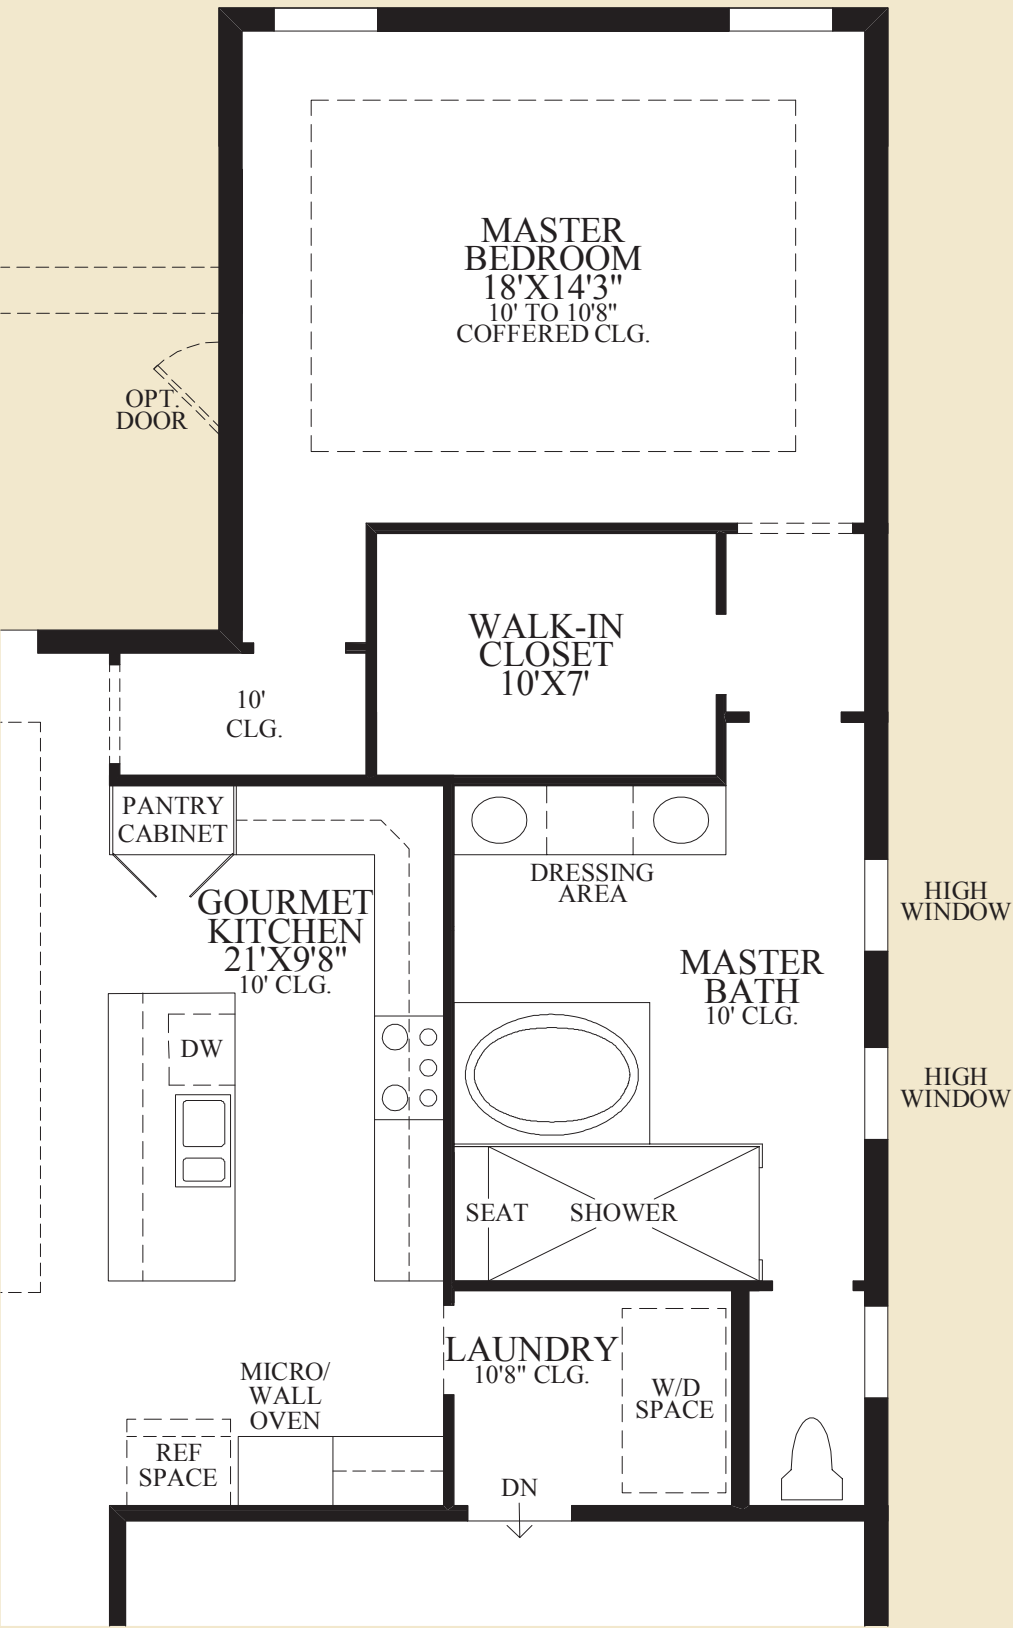 MASTER
BEDROOM
18'X14'3"
10' TO 10'8"
COFFERED CLG.
OPT.
DOOR
WALK-IN
CLOSET
10'X7'
10'
CLG.
PANTRY
CABINET
DRESSING
AREA
HIGH
WINDOW
GOURMET
KITCHEN
21'X9'8"
10' CLG.
MASTER
BATH
10' CLG.
DW
HIGH
WINDOW
SEAT
SHOWER
LAUNDRY
10'8" CLG.
MICRO/
WALL
OVEN
W/D
SPACE
REF
SPACE
DN